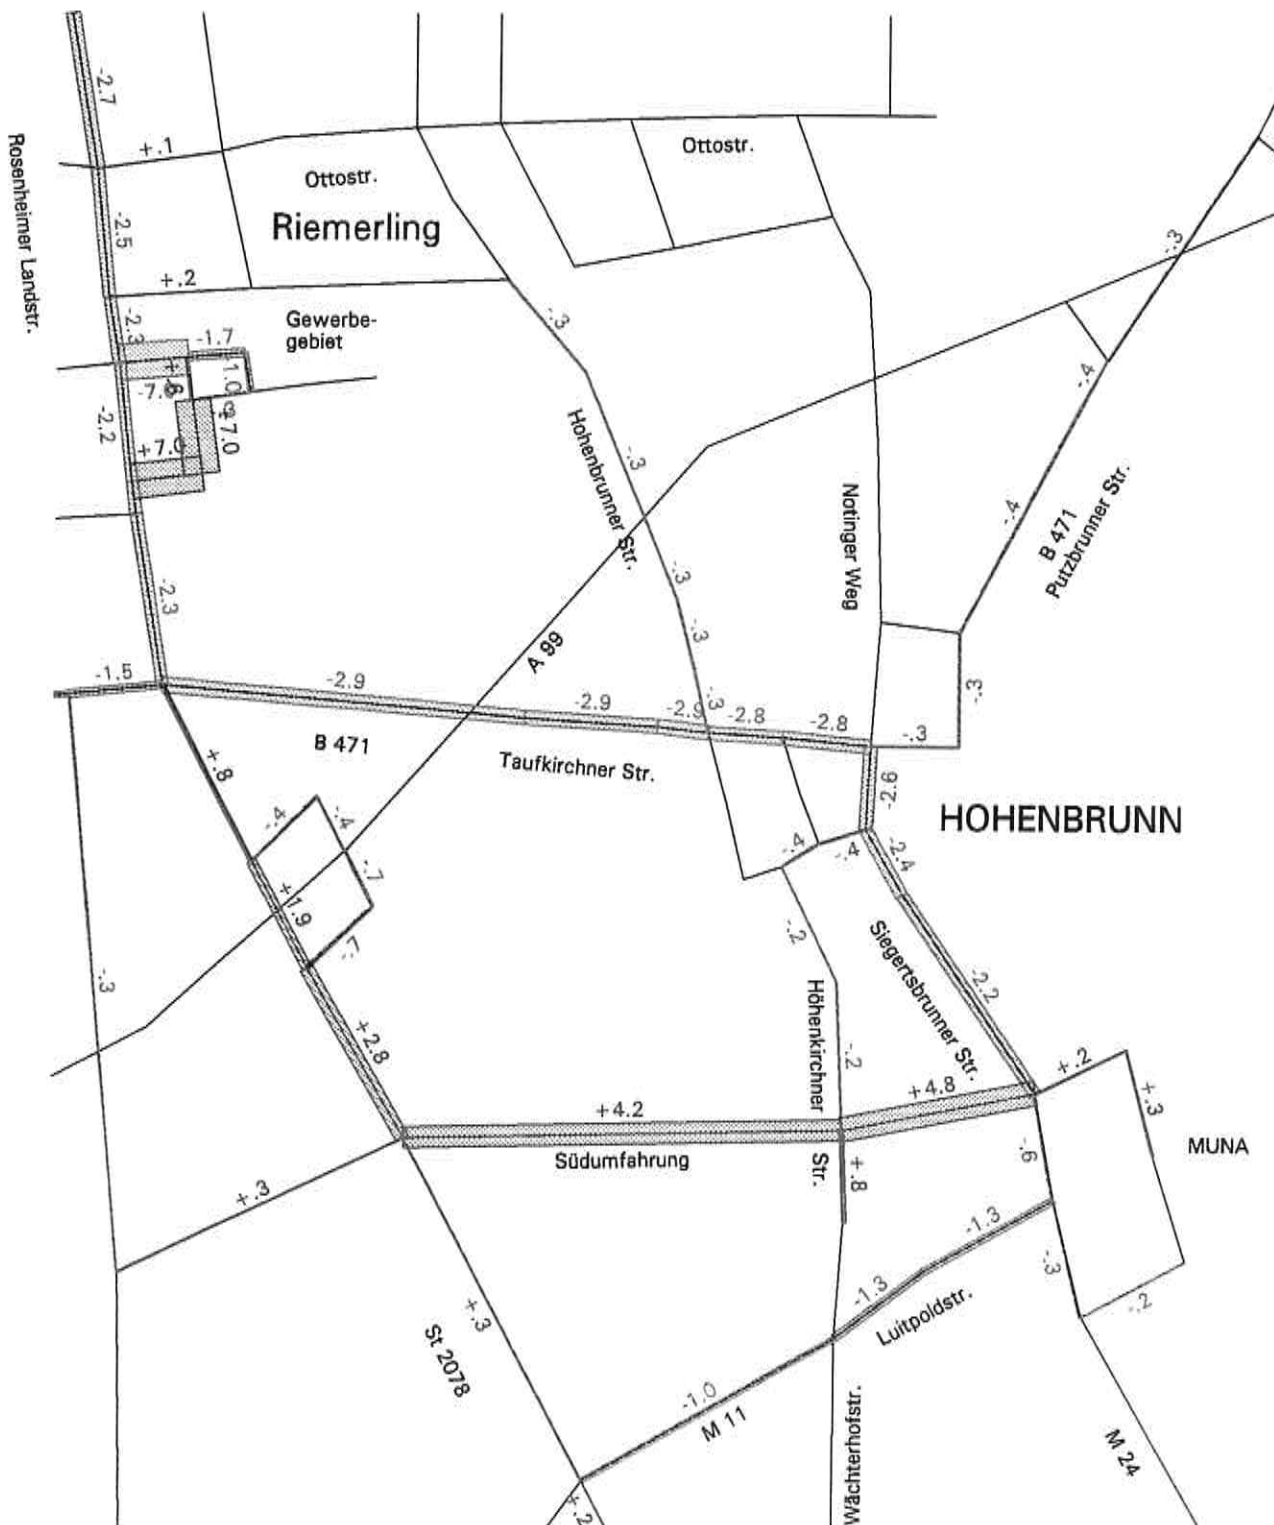 -2.7
Rosenheimer Landstr.
+.1
Ottostr.
Ottostr.
Riemerling
-2.5
+.2
-.3
-2.3
-1.7
Gewerbe-
gebiet
-.3
-2.2
+7.0
+7.0
-.4
Hohenbrunner Str.
-.3
-.4
B 471
Putzbrunner Str.
Notinger Weg
-2.3
-.3
-.3
A 99
-1.5
-2.9
-2.9
-2.9
-.3
-2.8
-2.8
-.3
-.3
+.8
B 471
Taufkirchner Str.
-2.6
HOHENBRUNN
-.4
-.4
-.4
-.4
-2.4
+1.9
-.7
-.7
-.2
Siegertsbrunner Str.
-2.2
-.3
+2.8
Höhenkirchner
Str.
-.2
+4.2
+4.8
+.2
+.3
Südumfahrung
+.8
-.6
MUNA
+.3
-1.3
-1.3
-.3
-.2
Luitpoldstr.
+.3
St 2078
-1.0
M 11
Wächterhofstr.
M 24
+.2